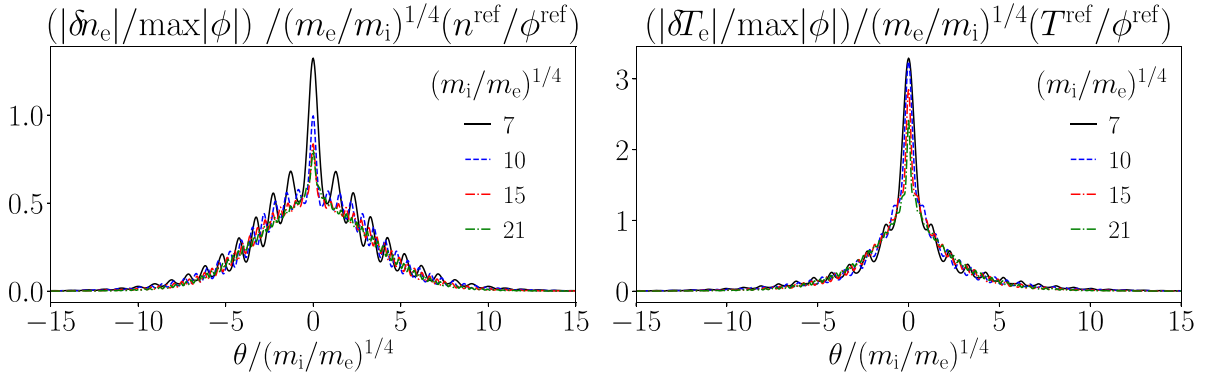 (|δn_e|/max|ϕ|) /(m_e/m_i)^{1/4}(n^{ref}/ϕ^{ref})
1.0
0.5
0.0
(m_i/m_e)^{1/4}
7
10
15
21
−15 −10 −5 0 5 10 15
θ/(m_i/m_e)^{1/4}
(|δT_e|/max|ϕ|)/(m_e/m_i)^{1/4}(T^{ref}/ϕ^{ref})
3
2
1
0
(m_i/m_e)^{1/4}
7
10
15
21
−15 −10 −5 0 5 10 15
θ/(m_i/m_e)^{1/4}